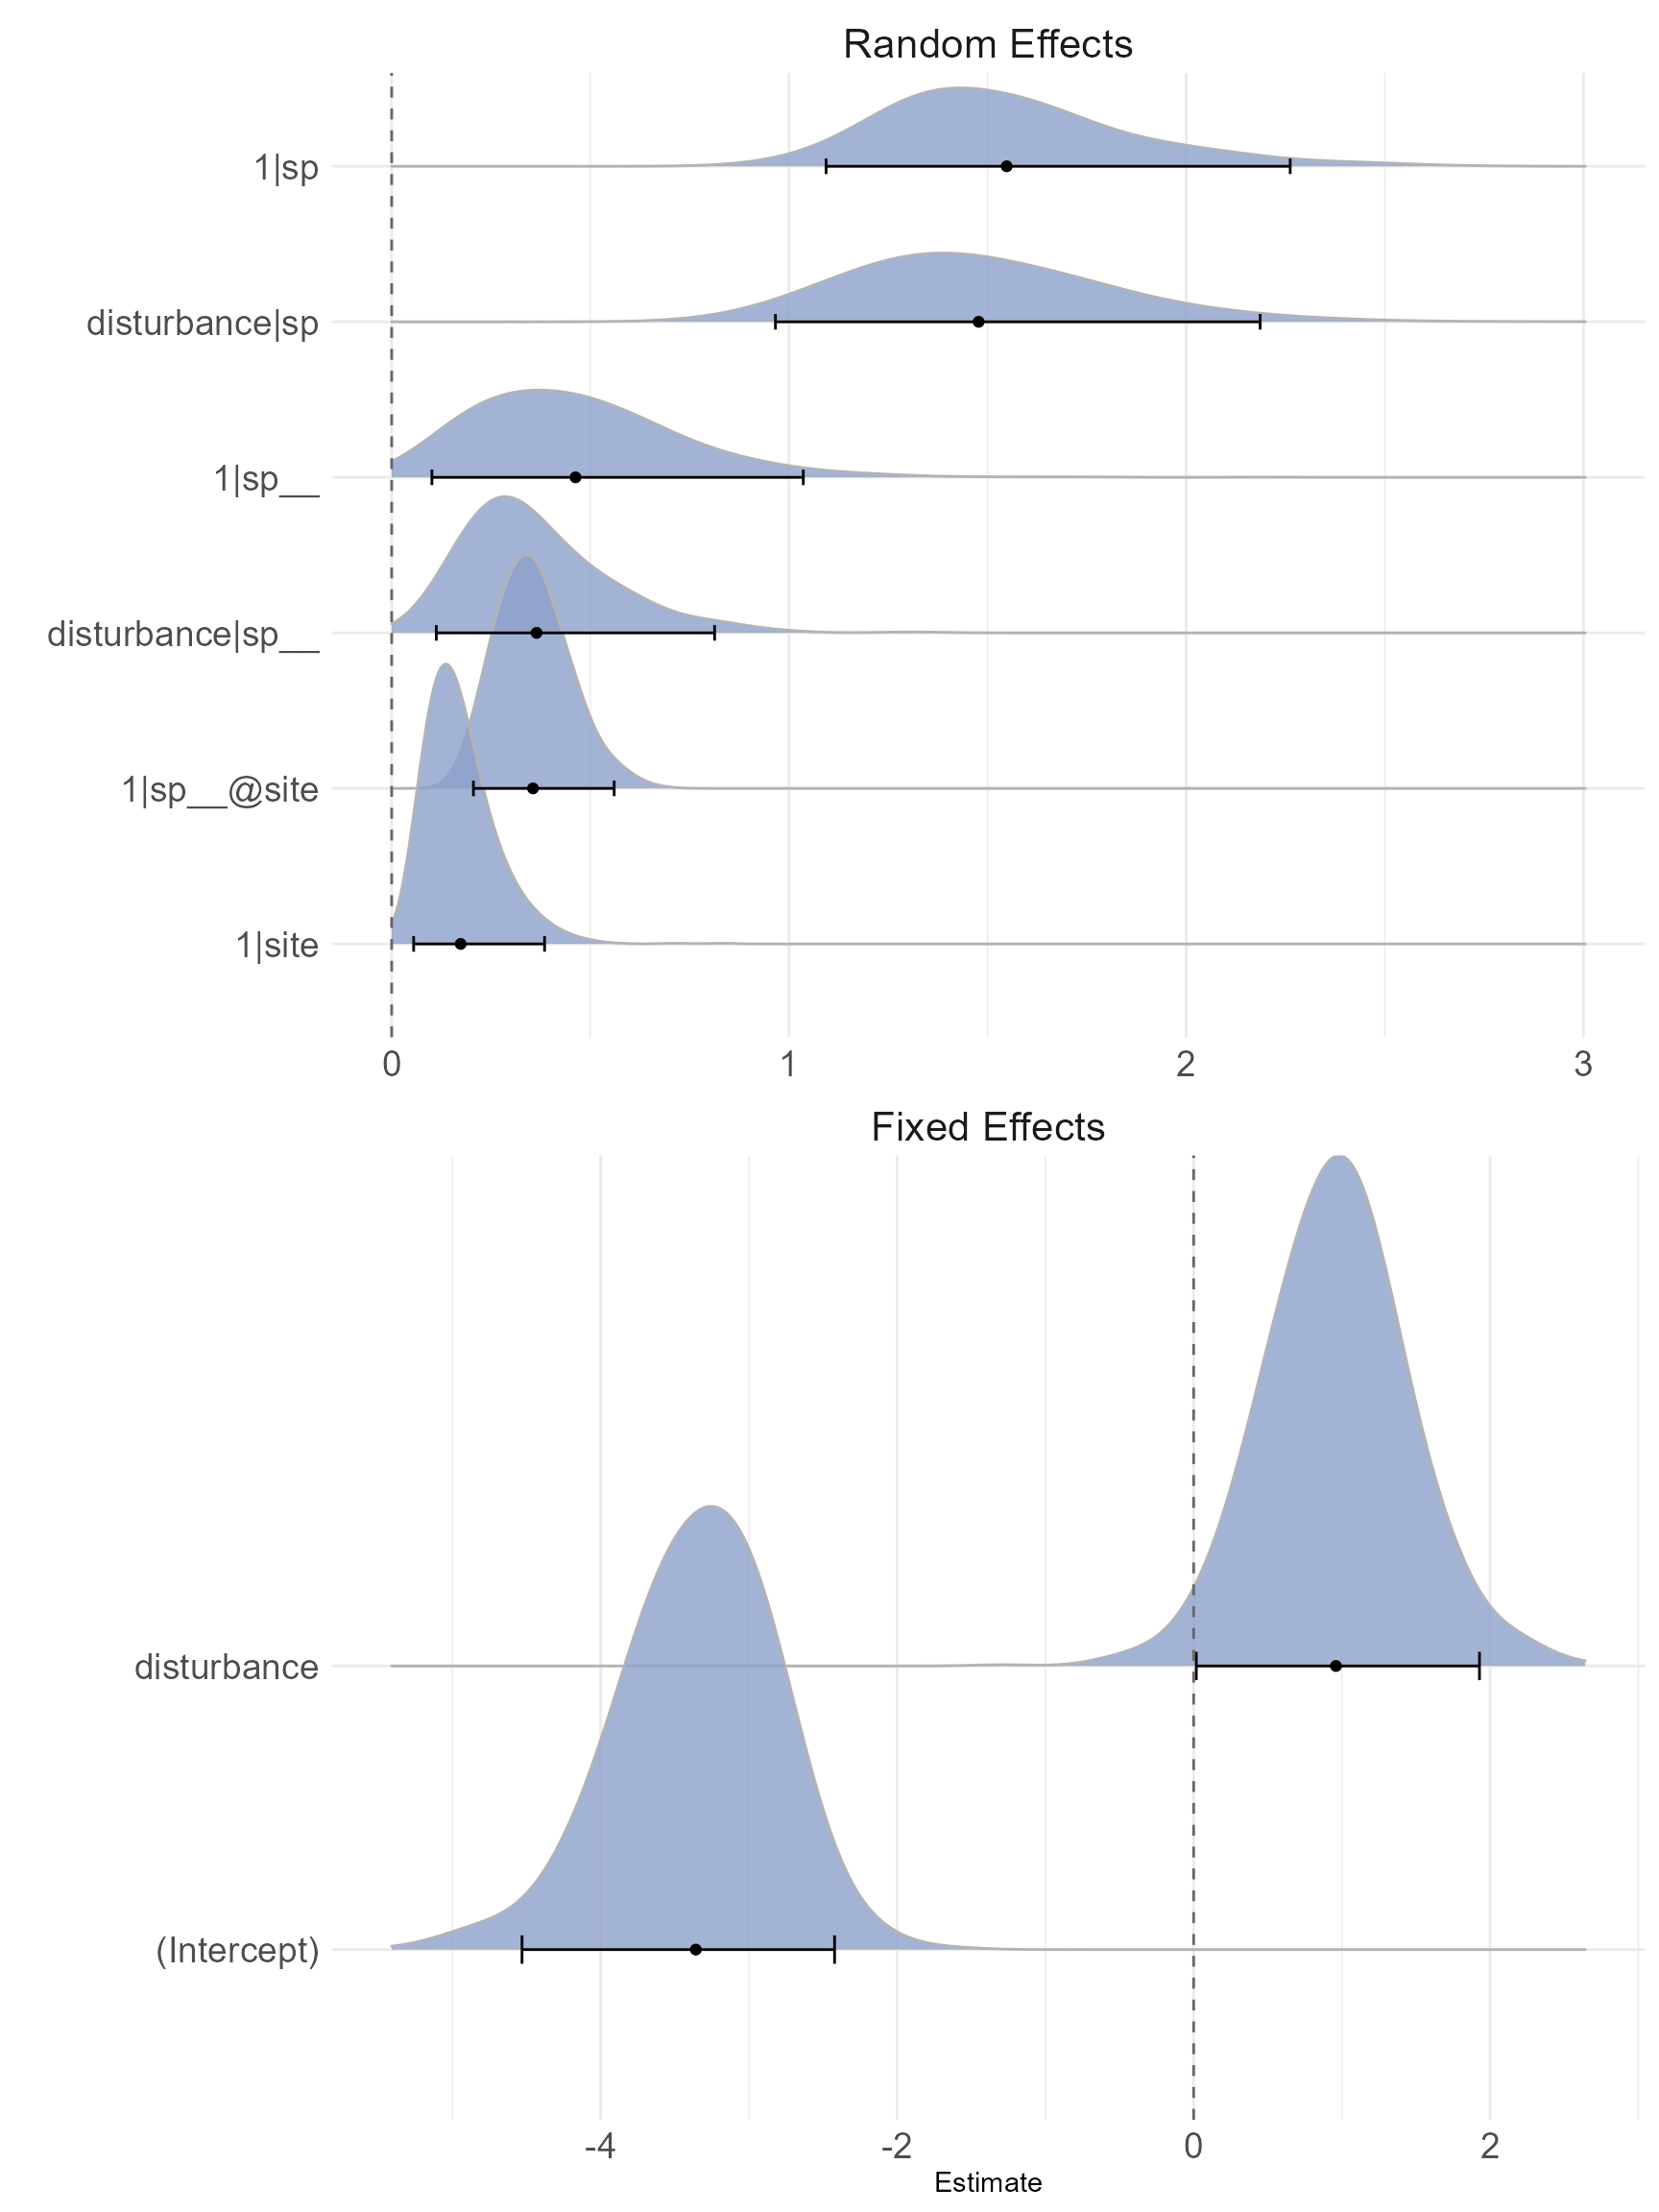 Random Effects
1|sp
disturbance|sp
1|sp__
disturbance|sp__
1|sp__@site
1|site
0 1 2 3
Fixed Effects
disturbance
(Intercept)
-4 -2 0 2
Estimate